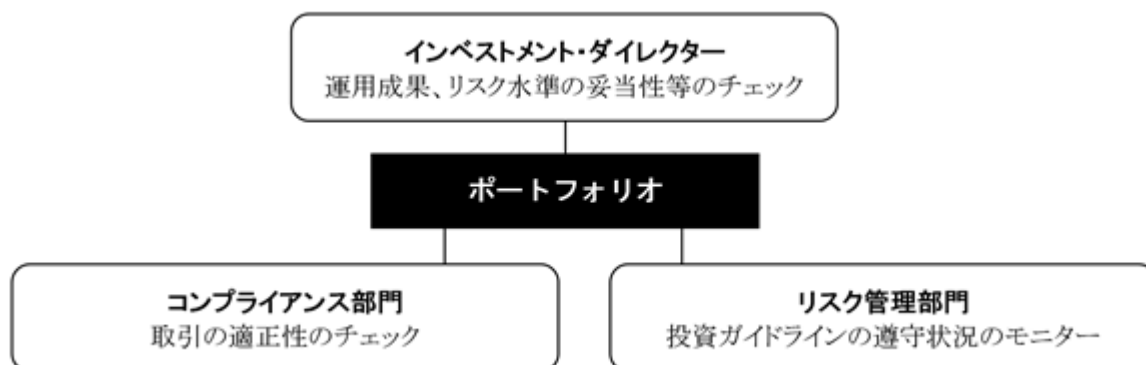 インベストメント・ダイレクター
運用成果、リスク水準の妥当性等のチェック
ポートフォリオ
コンプライアンス部門
取引の適正性のチェック
リスク管理部門
投資ガイドラインの遵守状況のモニター